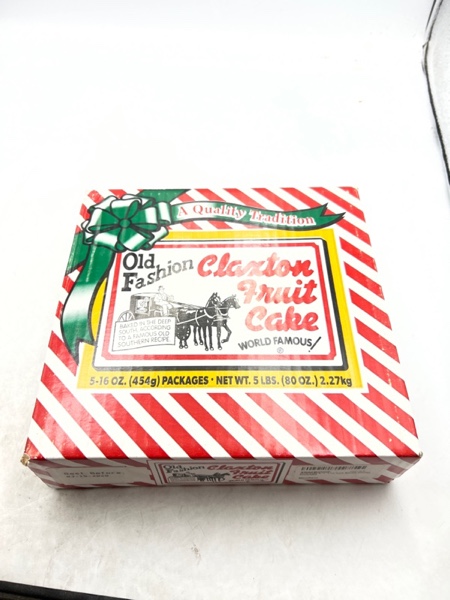 A Quality Tradition
Old
Fashion
Claxton
Fruit
Cake
BAKED IN THE DEEP
SOUTH ACCORDING
TO A FAMOUS OLD
SOUTHERN RECIPE
WORLD FAMOUS!
®
5-16 OZ. (454g) PACKAGES · NET WT. 5 LBS. (80 OZ.) 2.27kg
Best Before
Old
Fashion
Claxton
Fruit
Cake